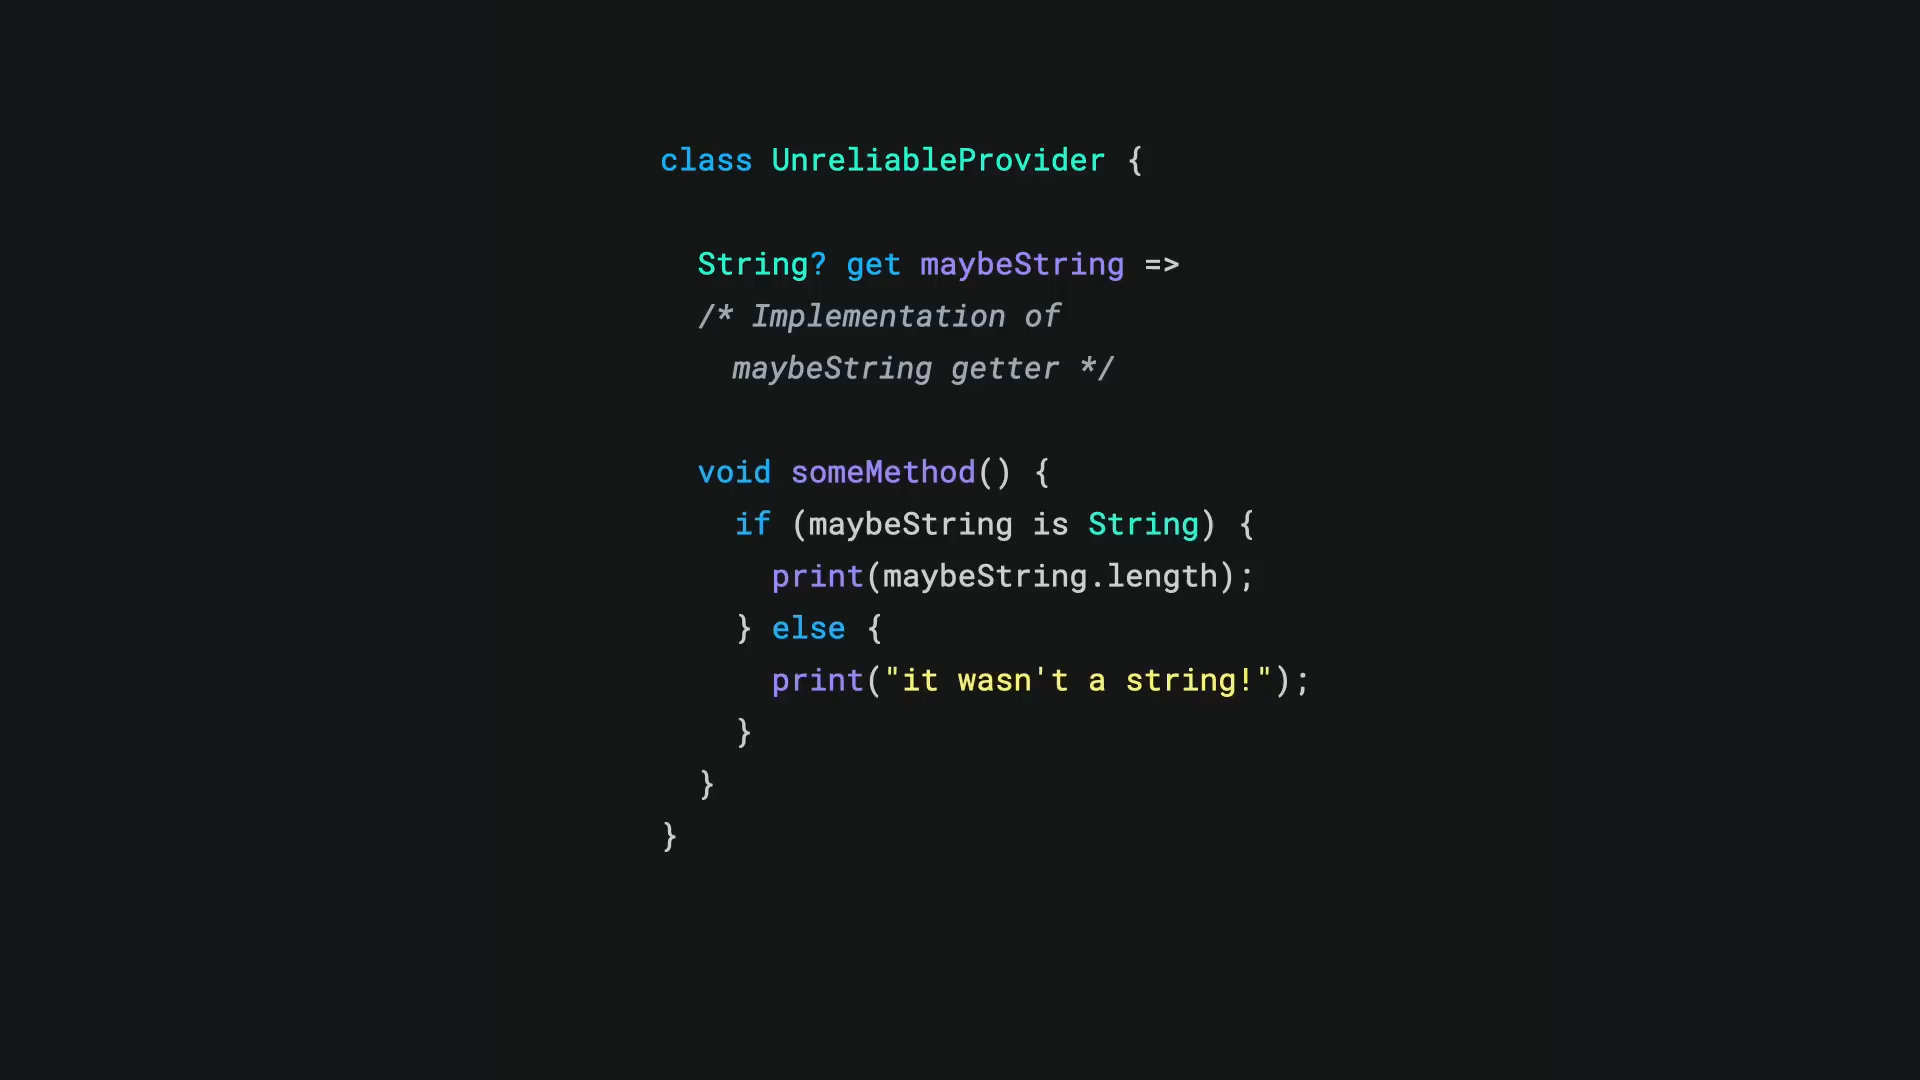 class UnreliableProvider {
String? get maybeString =>
/* Implementation of
maybeString getter */
void someMethod() {
if (maybeString is String) {
print(maybeString.length);
} else {
print("it wasn't a string!");
}
}
}